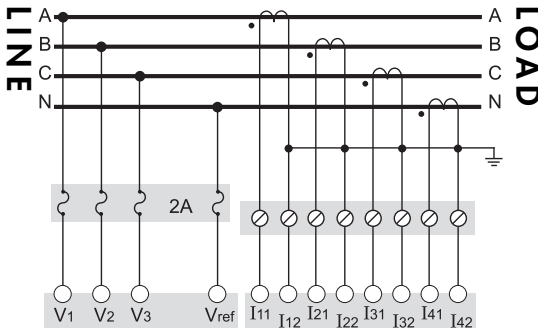 LINE
LOAD
A A
B B
C C
N N
2A
V1 V2 V3 Vref I11 I12 I21 I22 I31 I32 I41 I42